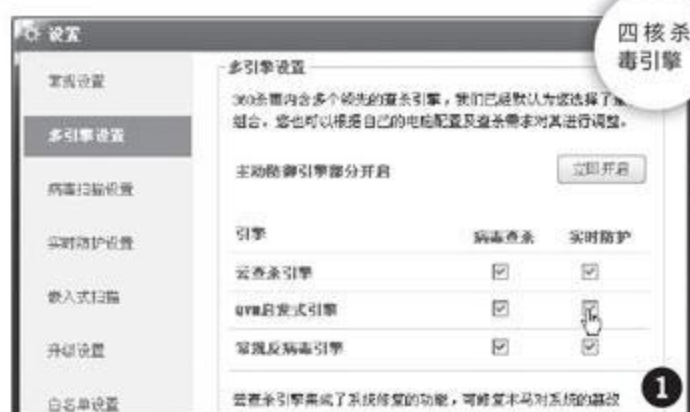 设置
四核杀
毒引擎
常规设置
多引擎设置
病毒扫描设置
实时防护设置
嵌入式扫描
升级设置
白名单设置
多引擎设置
360杀毒内含多个领先的查杀引擎，我们已经默认为您选择了
组合。您也可以根据自己的电脑配置及查杀需求对其进行调整。
主动防御引擎部分开启
立即开启
引擎 病毒查杀 实时防护
云查杀引擎
QVM启发式引擎
常规反病毒引擎
云查杀引擎集成了系统修复的功能，可修复木马对系统的篡改
1